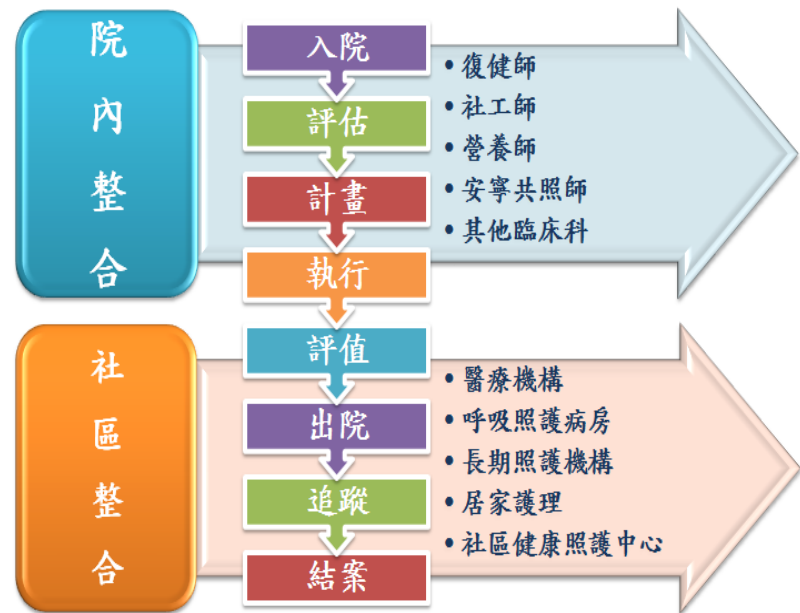 院內整合
入院
評估
計畫
執行
評值
出院
追蹤
結案
• 復健師
• 社工師
• 營養師
• 安寧共照師
• 其他臨床科
社區整合
• 醫療機構
• 呼吸照護病房
• 長期照護機構
• 居家護理
• 社區健康照護中心